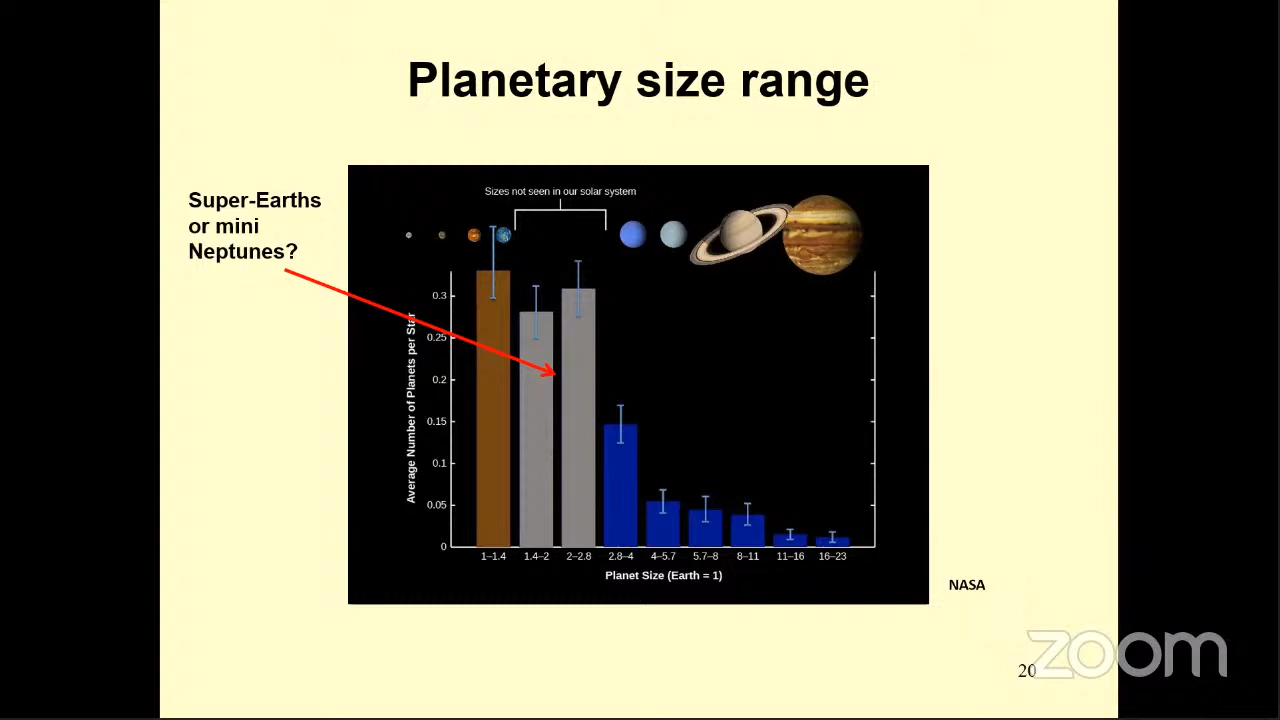 Planetary size range
Super-Earths
or mini
Neptunes?
Sizes not seen in our solar system
Average Number of Planets per Star
0.3
0.25
0.2
0.15
0.1
0.05
0
1–1.4 1.4–2 2–2.8 2.8–4 4–5.7 5.7–8 8–11 11–16 16–23
Planet Size (Earth = 1)
NASA
20
zoom